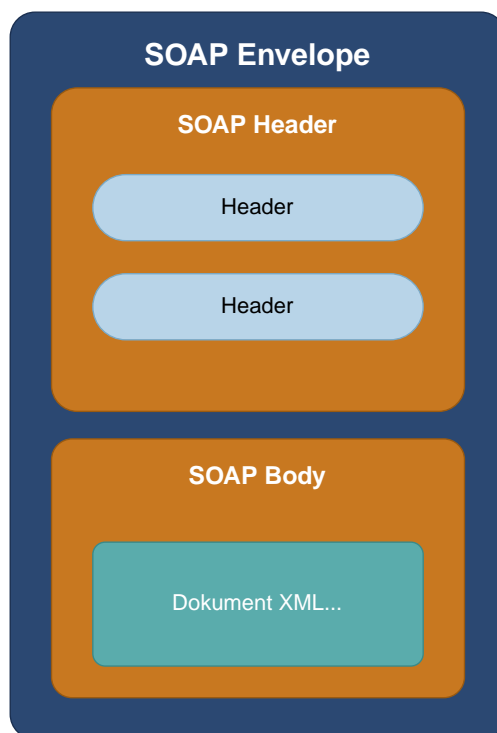 SOAP Envelope
SOAP Header
Header
Header
SOAP Body
Dokument XML...